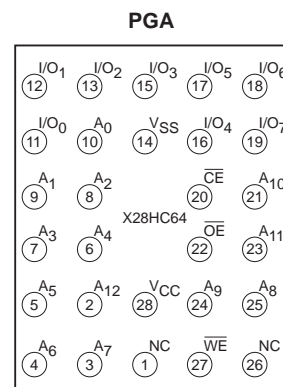 PGA
I/O1 I/O2 I/O3 I/O5 I/O6
12 13 15 17 18
I/O0 A0 VSS I/O4 I/O7
11 10 14 16 19
A1 A2 CE A10
9 8 20 21
X28HC64
A3 A4 OE A11
7 6 22 23
A5 A12 VCC A9 A8
5 2 28 24 25
A6 A7 NC WE NC
4 3 1 27 26